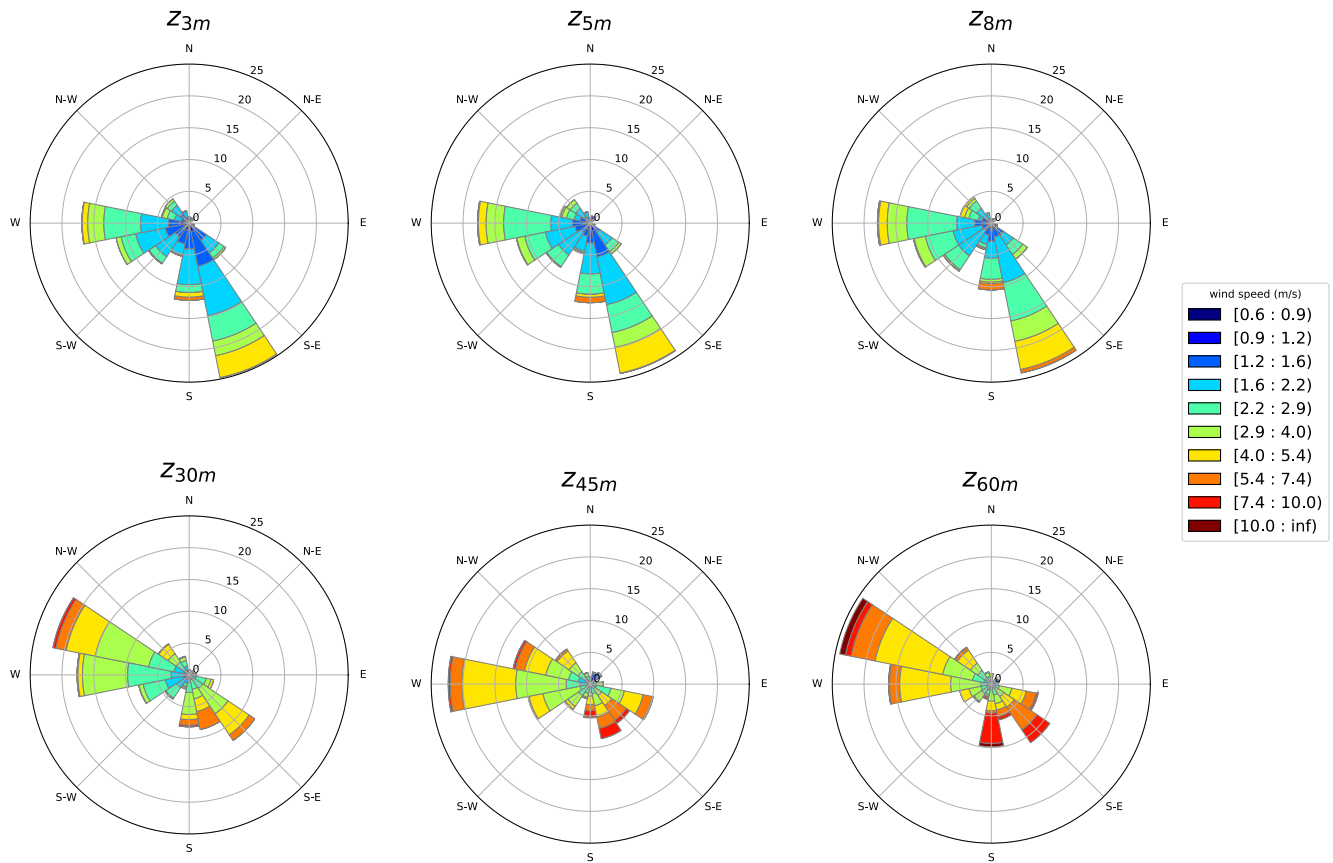 z3m
N
N-W
N-E
W
E
S-W
S-E
S
0
5
10
15
20
25
z5m
N
N-W
N-E
W
E
S-W
S-E
S
0
5
10
15
20
25
z8m
N
N-W
N-E
W
E
S-W
S-E
S
0
5
10
15
20
25
wind speed (m/s)
[0.6 : 0.9)
[0.9 : 1.2)
[1.2 : 1.6)
[1.6 : 2.2)
[2.2 : 2.9)
[2.9 : 4.0)
[4.0 : 5.4)
[5.4 : 7.4)
[7.4 : 10.0)
[10.0 : inf)
z30m
N
N-W
N-E
W
E
S-W
S-E
S
0
5
10
15
20
25
z45m
N
N-W
N-E
W
E
S-W
S-E
S
0
5
10
15
20
25
z60m
N
N-W
N-E
W
E
S-W
S-E
S
0
5
10
15
20
25